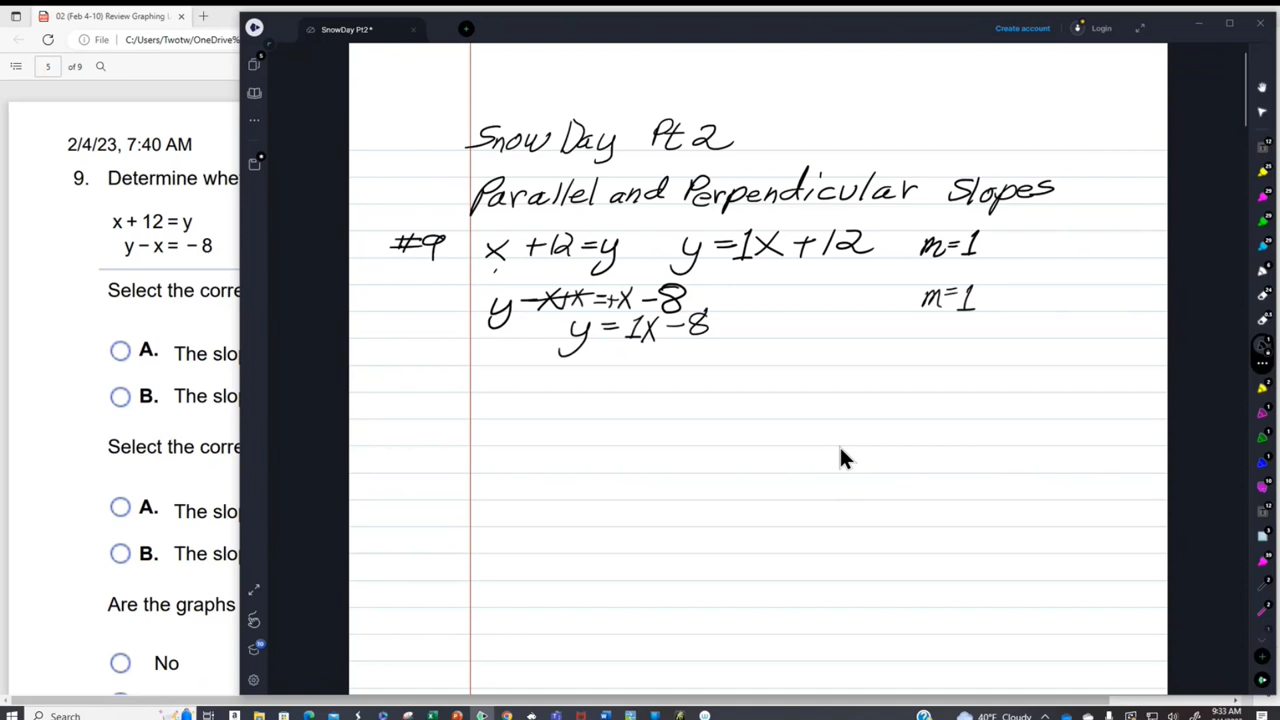 02 (Feb 4-10) Review Graphing L
SnowDay Pt2*
Create account
Login
File
C:/Users/Twotw/OneDrive%
5 of 9
2/4/23, 7:40 AM
9. Determine whe
x + 12 = y
y − x = − 8
Select the corre
A. The slo
B. The slo
Select the corre
A. The slo
B. The slo
Are the graphs
No
Snow Day Pt 2
Parallel and Perpendicular Slopes
#9 x +12=y y=1x+12 m=1
y -x+x=+x-8 m=1
y=1x-8
Search
40°F Cloudy
9:33 AM